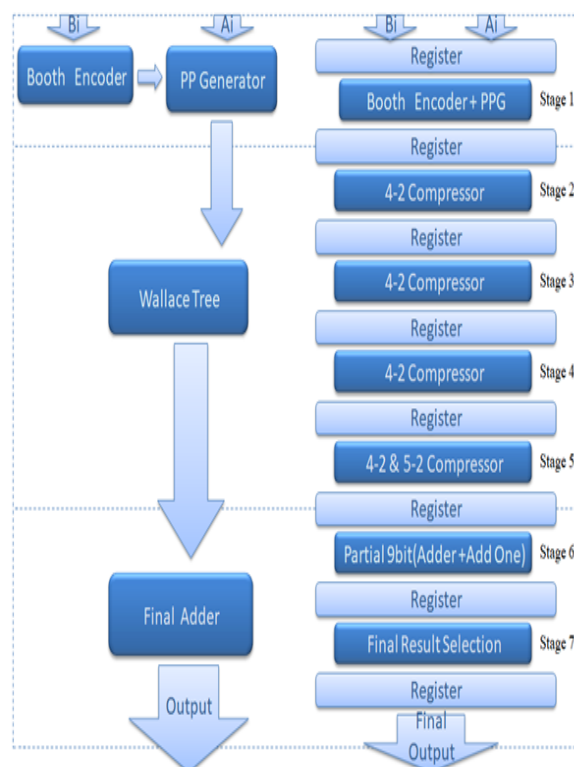 Bi
Ai
Booth Encoder
PP Generator
Wallace Tree
Final Adder
Output
Bi
Ai
Register
Booth Encoder + PPG
Stage 1
Register
4-2 Compressor
Stage 2
Register
4-2 Compressor
Stage 3
Register
4-2 Compressor
Stage 4
Register
4-2 & 5-2 Compressor
Stage 5
Register
Partial 9bit(Adder +Add One)
Stage 6
Register
Final Result Selection
Stage 7
Register
Final
Output